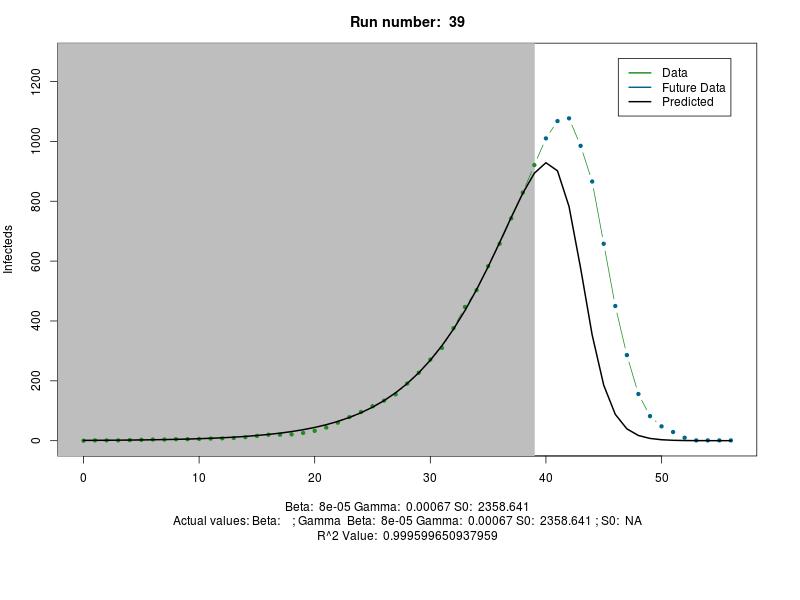 Run number: 39
1200
1000
800
600
400
200
0
Infecteds
Data
Future Data
Predicted
0 10 20 30 40 50
Beta: 8e-05 Gamma: 0.00067 S0: 2358.641
Actual values: Beta: ; Gamma Beta: 8e-05 Gamma: 0.00067 S0: 2358.641 ; S0: NA
R^2 Value: 0.999599650937959